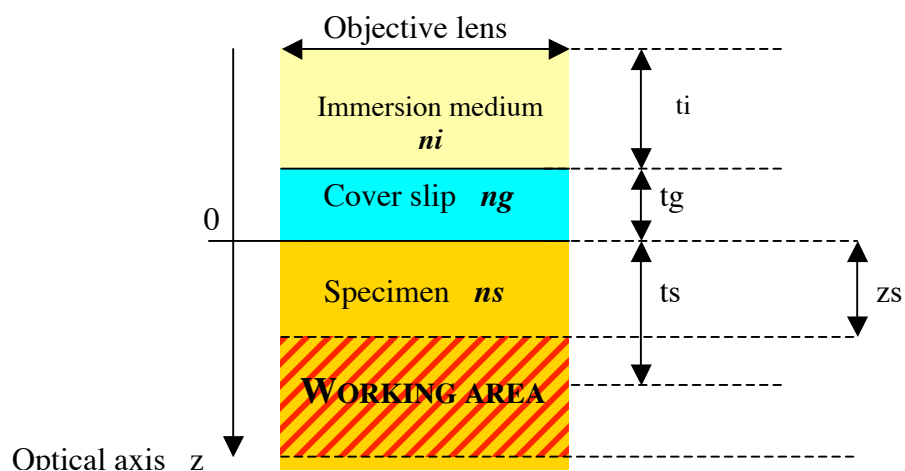 Objective lens
Immersion medium
ni
ti
Cover slip ng
tg
0
Specimen ns
ts
zs
WORKING AREA
Optical axis z